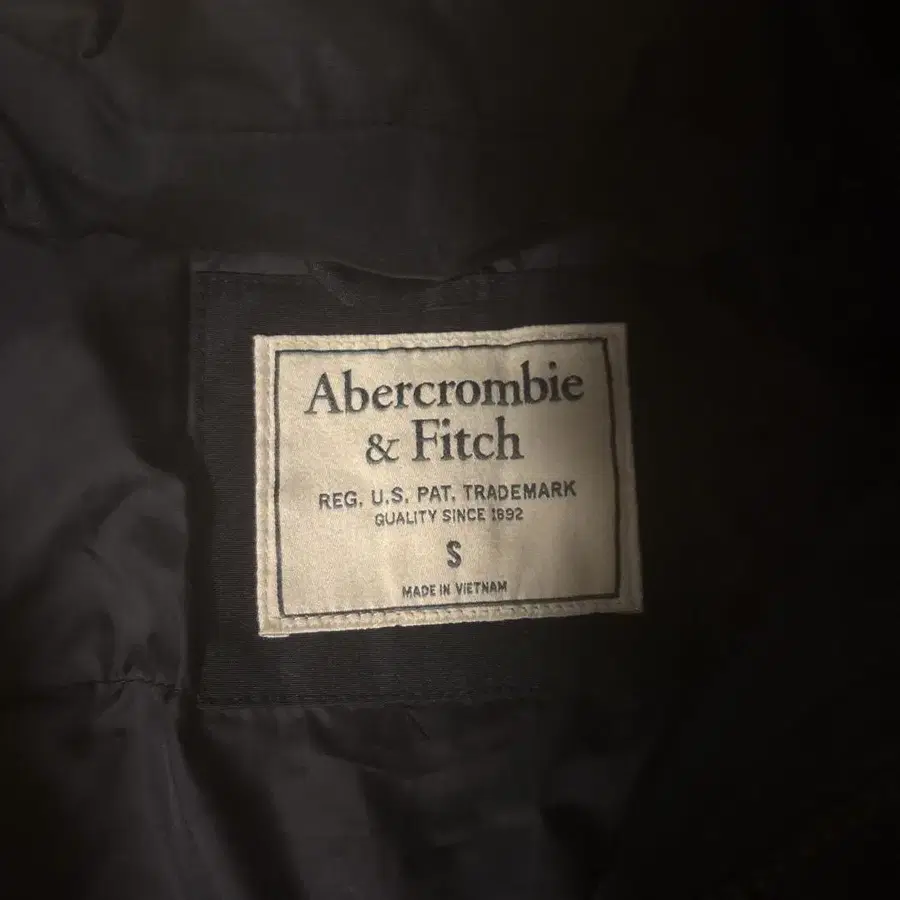 Abercrombie
& Fitch
REG. U.S. PAT. TRADEMARK
QUALITY SINCE 1892
S
MADE IN VIETNAM